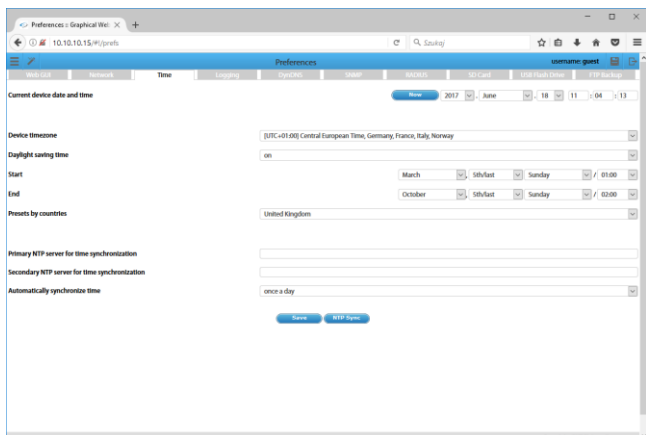 Preferences :: Graphical Web
10.10.10.15/#!/prefs
Szukaj
Preferences
username: guest
Web GUI Network Time Logging DynDNS SNMP RADIUS SD Card USB Flash Drive FTP Backup
Current device date and time Now 2017 . June . 18 11 : 04 : 13
Device timezone [UTC+01:00] Central European Time, Germany, France, Italy, Norway
Daylight saving time on
Start March , 5th/last Sunday / 01:00
End October , 5th/last Sunday / 02:00
Presets by countries United Kingdom
Primary NTP server for time synchronization
Secondary NTP server for time synchronization
Automatically synchronize time once a day
Save NTP Sync